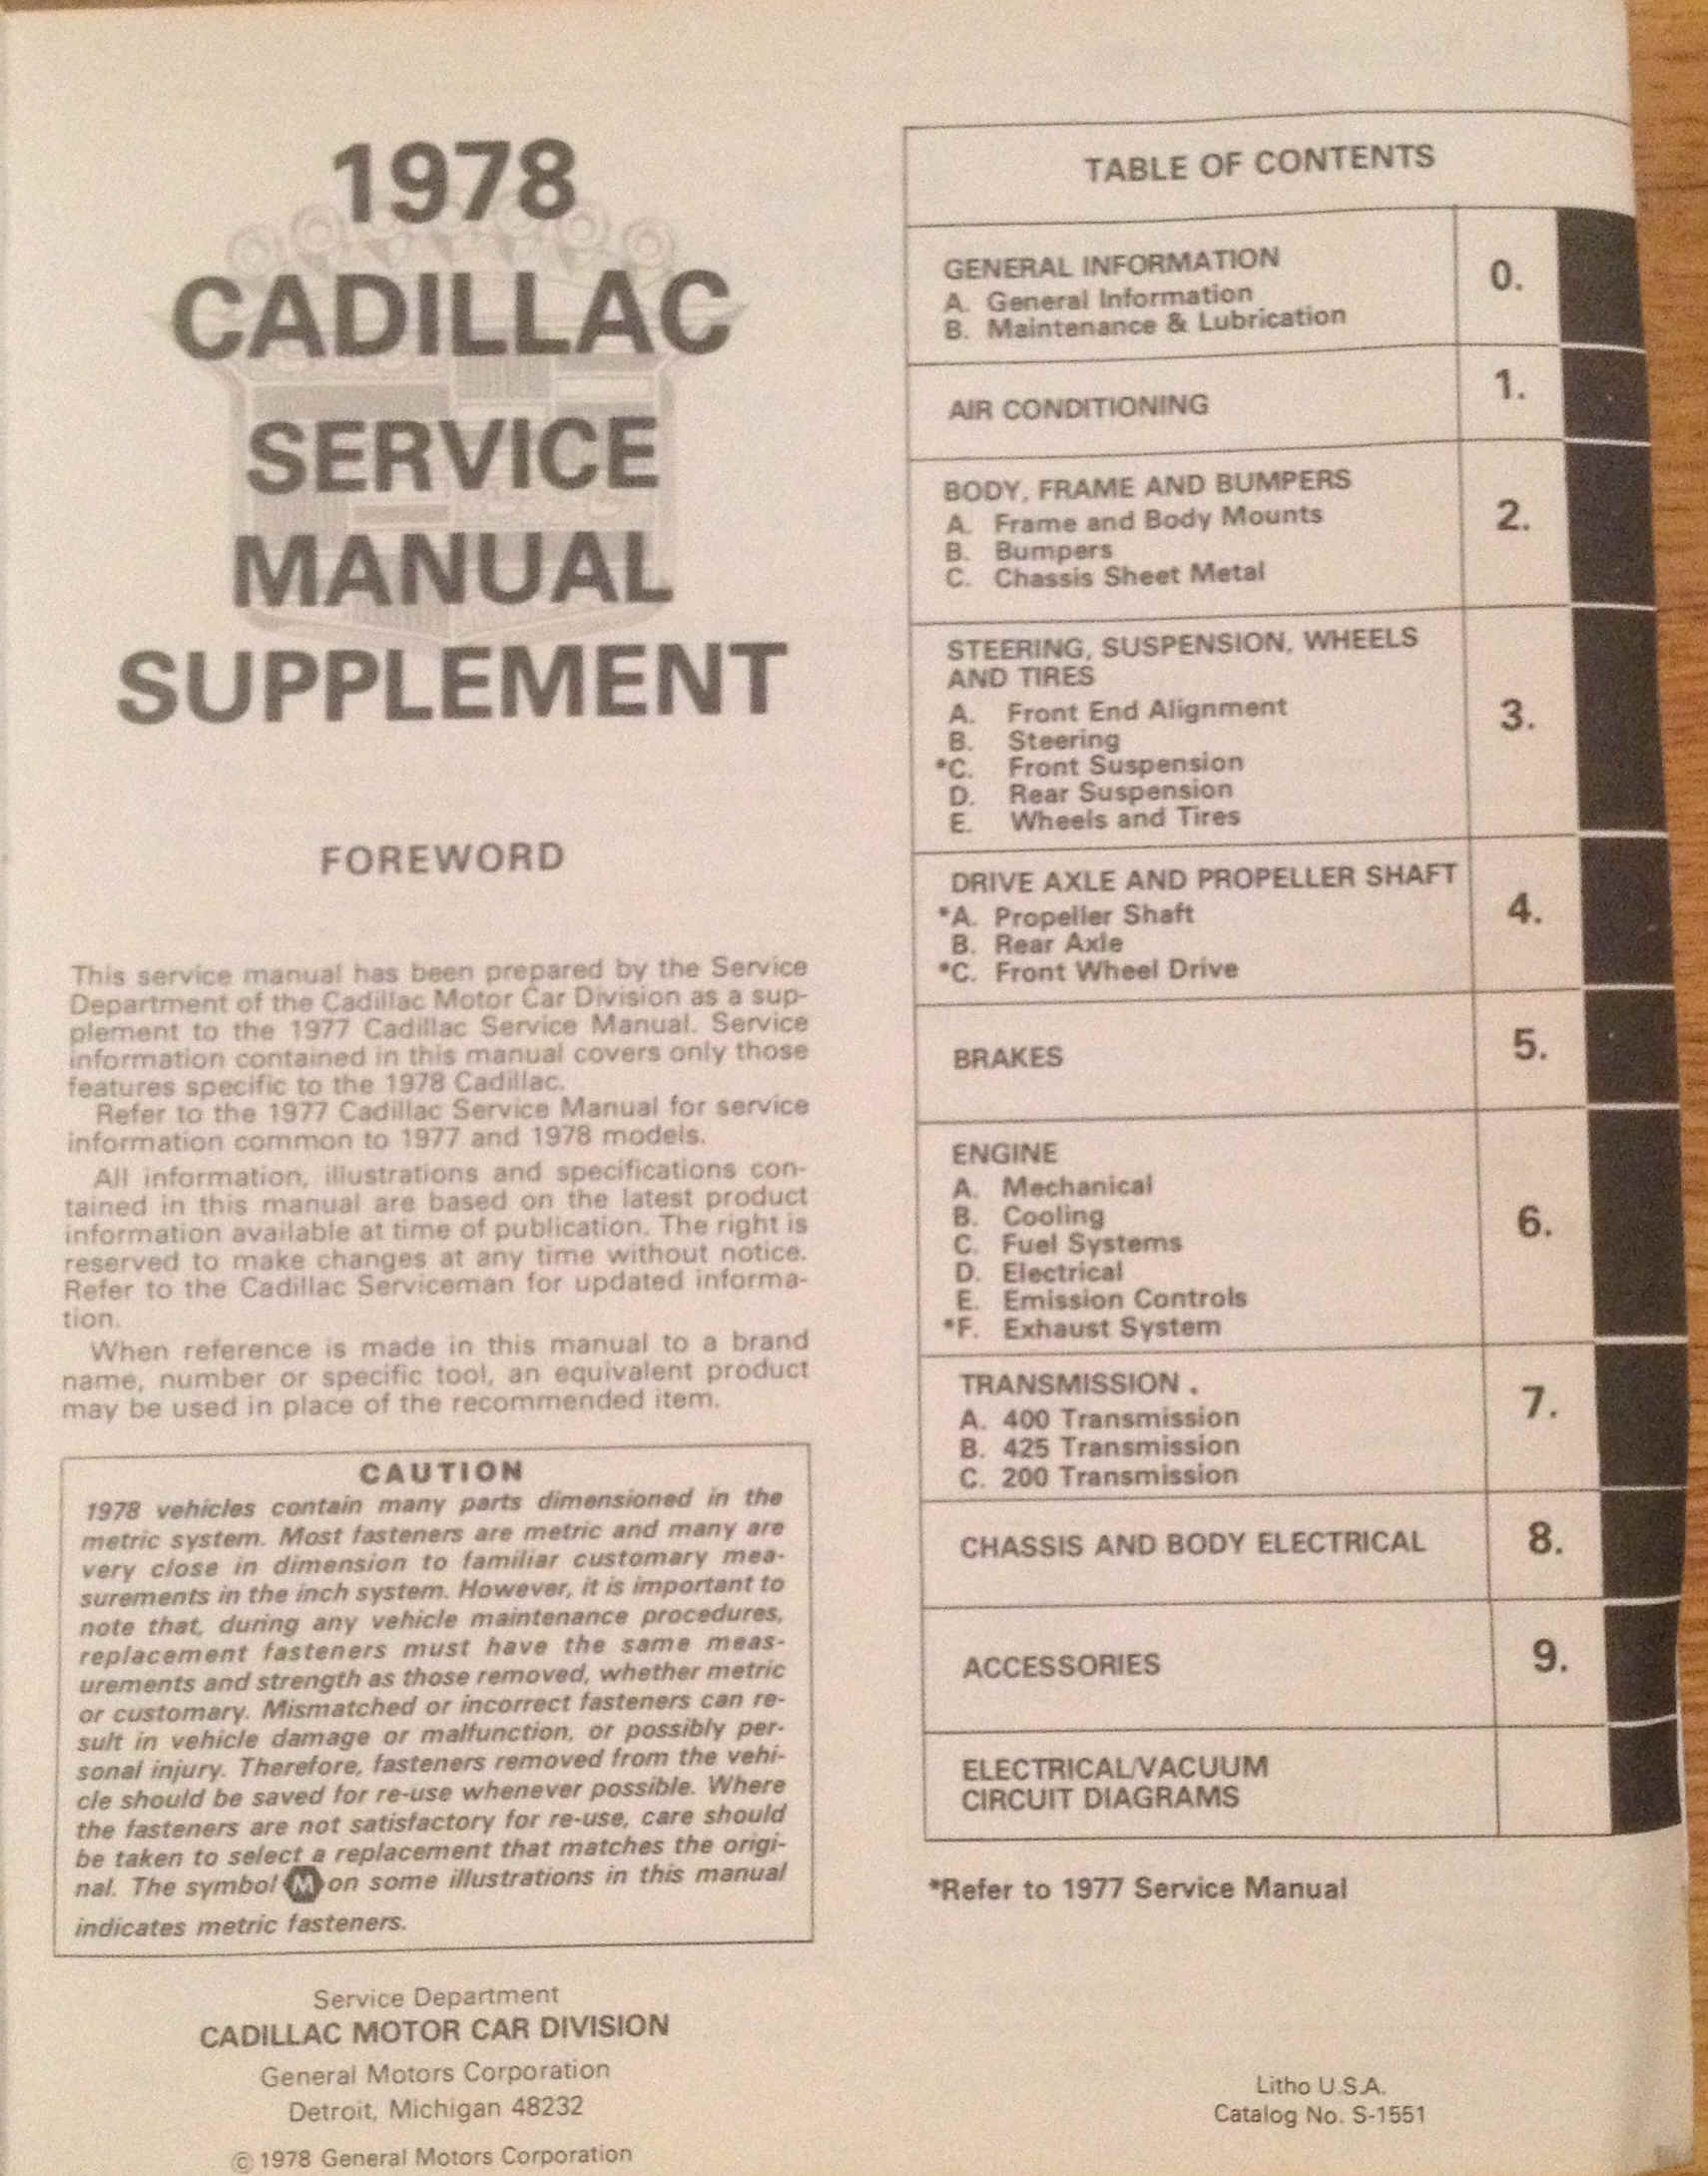 1978
CADILLAC
SERVICE
MANUAL
SUPPLEMENT
FOREWORD
This service manual has been prepared by the Service
Department of the Cadillac Motor Car Division as a sup-
plement to the 1977 Cadillac Service Manual. Service
information contained in this manual covers only those
features specific to the 1978 Cadillac.
Refer to the 1977 Cadillac Service Manual for service
information common to 1977 and 1978 models.
All information, illustrations and specifications con-
tained in this manual are based on the latest product
information available at time of publication. The right is
reserved to make changes at any time without notice.
Refer to the Cadillac Serviceman for updated informa-
tion.
When reference is made in this manual to a brand
name, number or specific tool, an equivalent product
may be used in place of the recommended item.
CAUTION
1978 vehicles contain many parts dimensioned in the
metric system. Most fasteners are metric and many are
very close in dimension to familiar customary mea-
surements in the inch system. However, it is important to
note that, during any vehicle maintenance procedures,
replacement fasteners must have the same meas-
urements and strength as those removed, whether metric
or customary. Mismatched or incorrect fasteners can re-
sult in vehicle damage or malfunction, or possibly per-
sonal injury. Therefore, fasteners removed from the vehi-
cle should be saved for re-use whenever possible. Where
the fasteners are not satisfactory for re-use, care should
be taken to select a replacement that matches the origi-
nal. The symbol M on some illustrations in this manual
indicates metric fasteners.
Service Department
CADILLAC MOTOR CAR DIVISION
General Motors Corporation
Detroit, Michigan 48232
© 1978 General Motors Corporation
TABLE OF CONTENTS
GENERAL INFORMATION 0.
A. General Information
B. Maintenance & Lubrication
AIR CONDITIONING 1.
BODY, FRAME AND BUMPERS 2.
A. Frame and Body Mounts
B. Bumpers
C. Chassis Sheet Metal
STEERING, SUSPENSION, WHEELS
AND TIRES 3.
A. Front End Alignment
B. Steering
*C. Front Suspension
D. Rear Suspension
E. Wheels and Tires
DRIVE AXLE AND PROPELLER SHAFT 4.
*A. Propeller Shaft
B. Rear Axle
*C. Front Wheel Drive
BRAKES 5.
ENGINE 6.
A. Mechanical
B. Cooling
C. Fuel Systems
D. Electrical
E. Emission Controls
*F. Exhaust System
TRANSMISSION. 7.
A. 400 Transmission
B. 425 Transmission
C. 200 Transmission
CHASSIS AND BODY ELECTRICAL 8.
ACCESSORIES 9.
ELECTRICAL/VACUUM
CIRCUIT DIAGRAMS
*Refer to 1977 Service Manual
Litho U.S.A.
Catalog No. S-1551